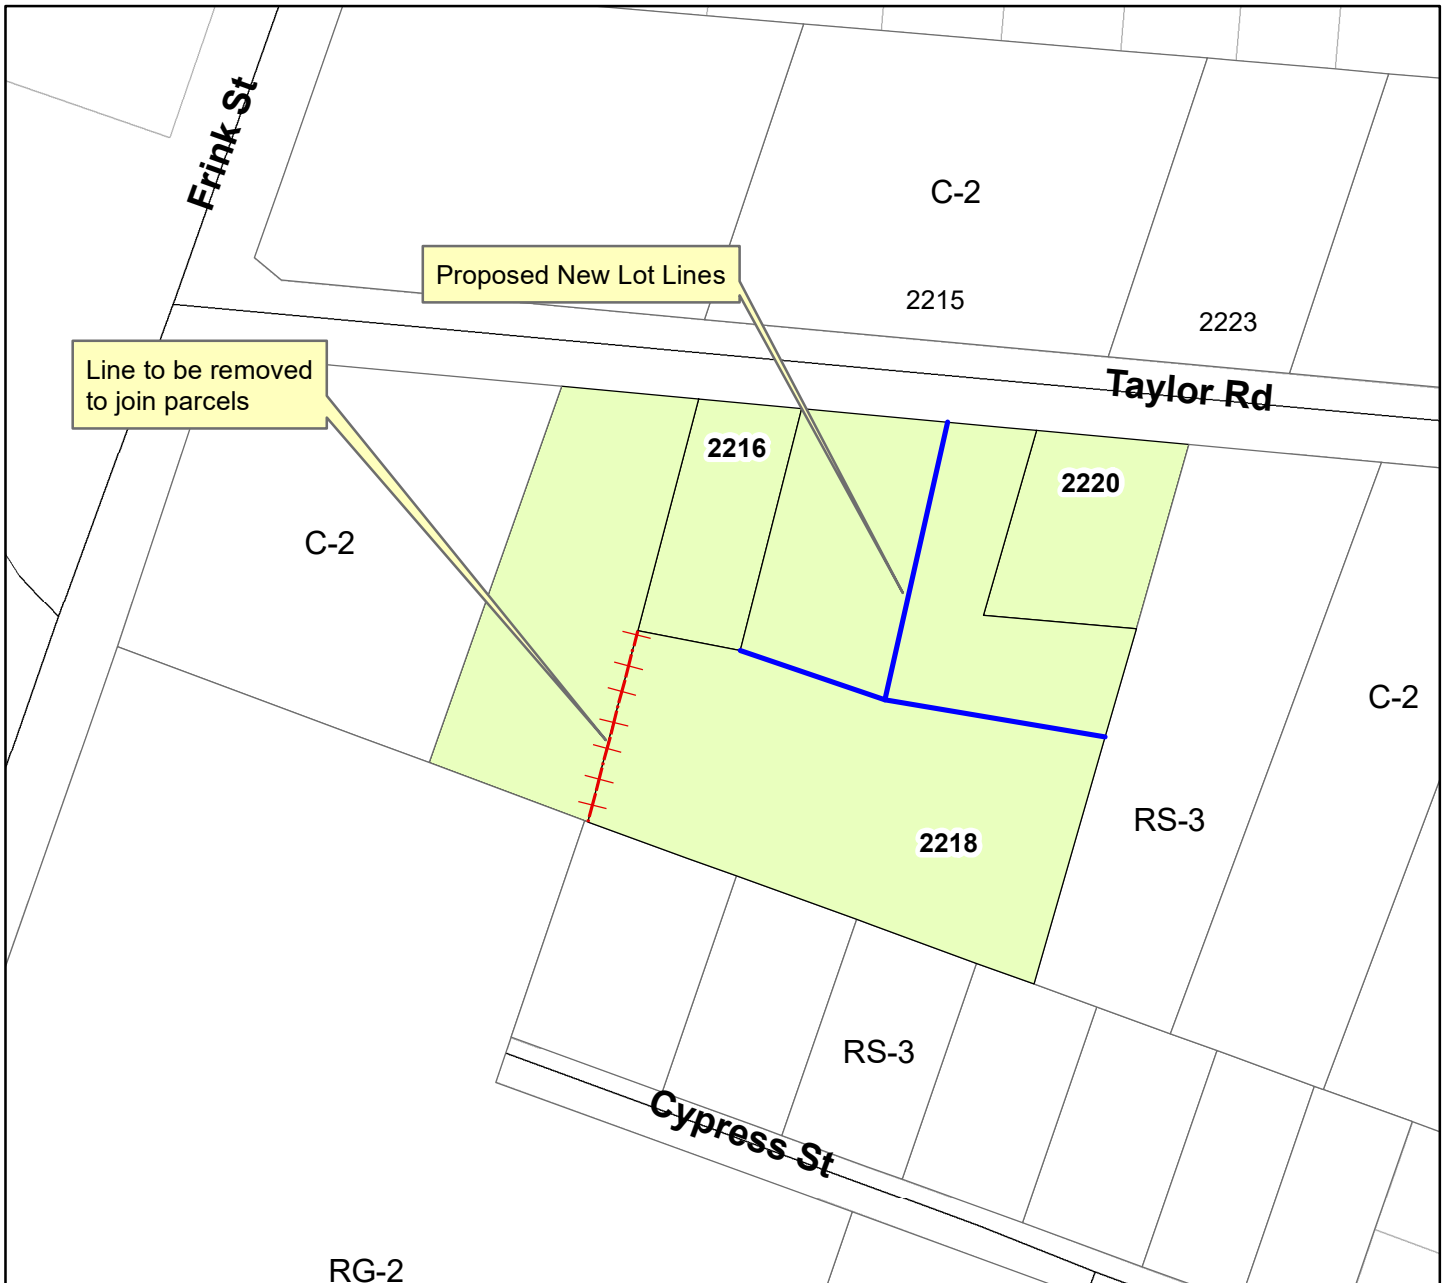 Frink St
C-2
Proposed New Lot Lines
2215
2223
Line to be removed
to join parcels
Taylor Rd
2216
2220
C-2
C-2
RS-3
2218
RS-3
Cypress St
RG-2